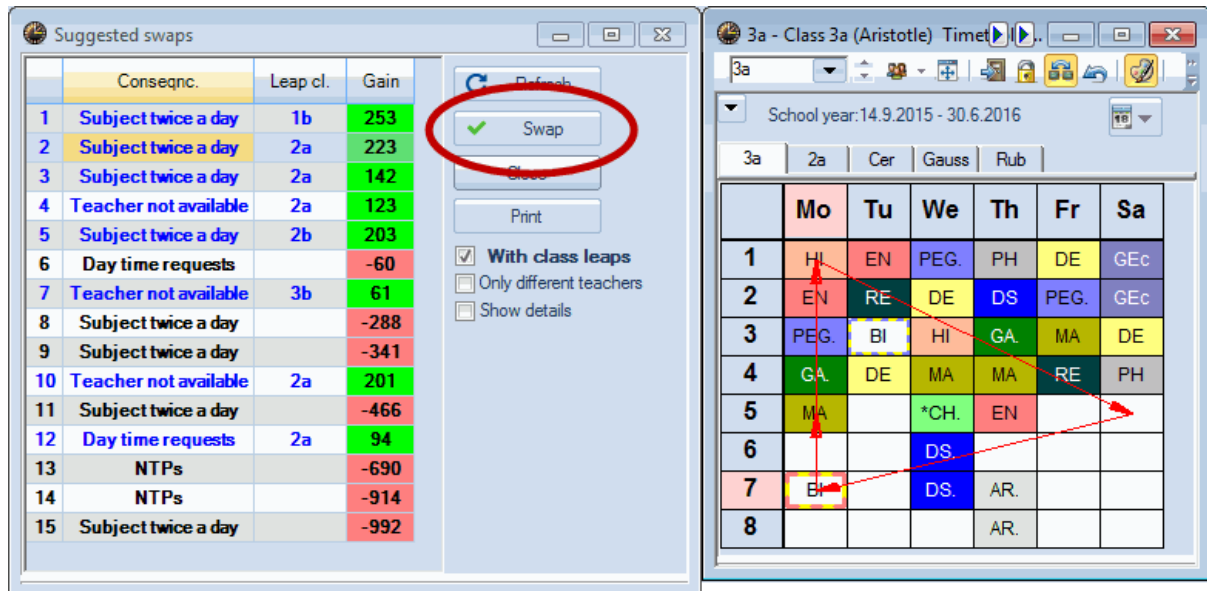 Suggested swaps
Conseqnc. Leap cl. Gain
1 Subject twice a day 1b 253
2 Subject twice a day 2a 223
3 Subject twice a day 2a 142
4 Teacher not available 2a 123
5 Subject twice a day 2b 203
6 Day time requests -60
7 Teacher not available 3b 61
8 Subject twice a day -288
9 Subject twice a day -341
10 Teacher not available 2a 201
11 Subject twice a day -466
12 Day time requests 2a 94
13 NTPs -690
14 NTPs -914
15 Subject twice a day -992
Refresh
Swap
Close
Print
With class leaps
Only different teachers
Show details
3a - Class 3a (Aristotle) Timet
3a
School year:14.9.2015 - 30.6.2016
18
3a 2a Cer Gauss Rub
Mo Tu We Th Fr Sa
1 HI EN PEG. PH DE GEc
2 EN RE DE DS PEG. GEc
3 PEG. BI HI GA. MA DE
4 GA. DE MA MA RE PH
5 MA *CH. EN
6 DS.
7 BI DS. AR.
8 AR.